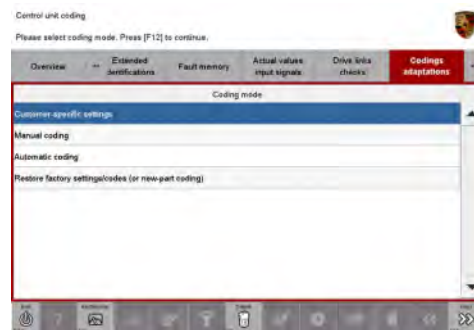 Control unit coding
Please select coding mode. Press [F12] to continue.
Overview
Extended
Identifications
Fault memory
Actual values
input signals
Drive links
checks
Codings
adaptations
Coding mode
Customer-specific settings
Manual coding
Automatic coding
Restore factory settings/codes (or new-part coding)